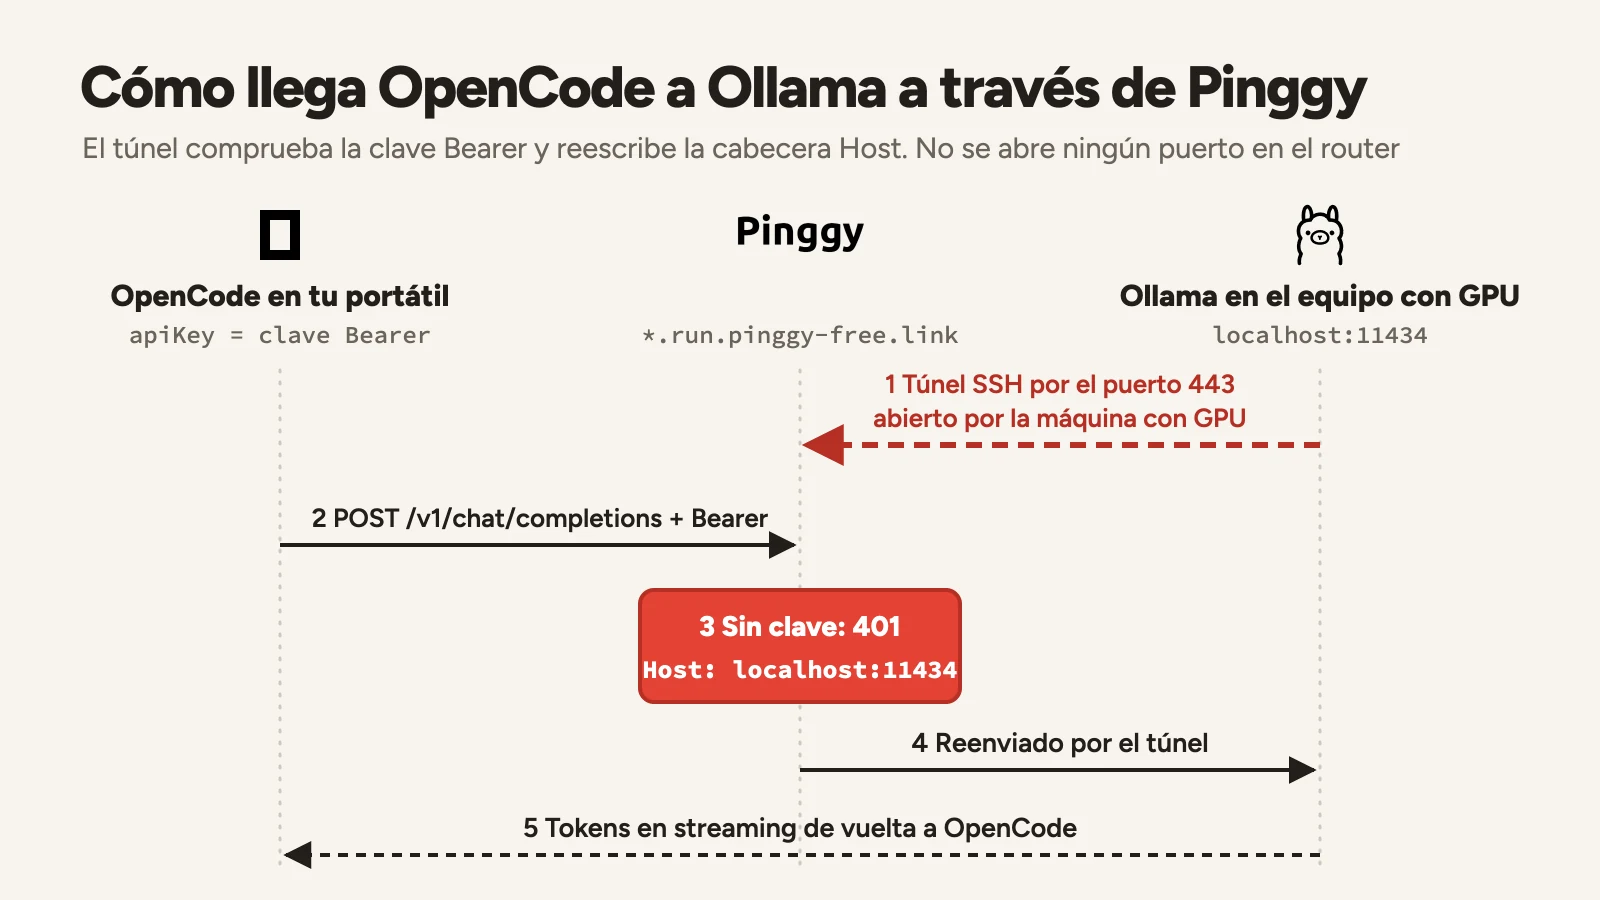 Cómo llega OpenCode a Ollama a través de Pinggy
El túnel comprueba la clave Bearer y reescribe la cabecera Host. No se abre ningún puerto en el router
Pinggy
OpenCode en tu portátil
apiKey = clave Bearer
*.run.pinggy-free.link
Ollama en el equipo con GPU
localhost:11434
1 Túnel SSH por el puerto 443
abierto por la máquina con GPU
2 POST /v1/chat/completions + Bearer
3 Sin clave: 401
Host: localhost:11434
4 Reenviado por el túnel
5 Tokens en streaming de vuelta a OpenCode